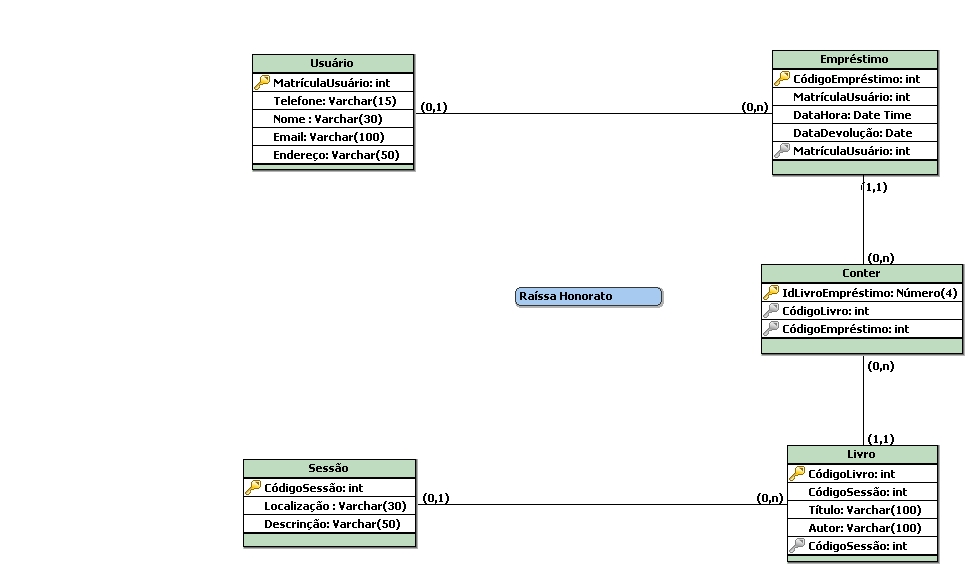 Usuário
MatrículaUsuário: int
Telefone: Varchar(15)
Nome : Varchar(30)
Email: Varchar(100)
Endereço: Varchar(50)
(0,1)
(0,n)
Empréstimo
CódigoEmpréstimo: int
MatrículaUsuário: int
DataHora: Date Time
DataDevolução: Date
MatrículaUsuário: int
(1,1)
(0,n)
Conter
IdLivroEmpréstimo: Número(4)
CódigoLivro: int
CódigoEmpréstimo: int
Raíssa Honorato
(0,n)
(1,1)
Sessão
CódigoSessão: int
Localização : Varchar(30)
Descrinção: Varchar(50)
(0,1)
(0,n)
Livro
CódigoLivro: int
CódigoSessão: int
Título: Varchar(100)
Autor: Varchar(100)
CódigoSessão: int